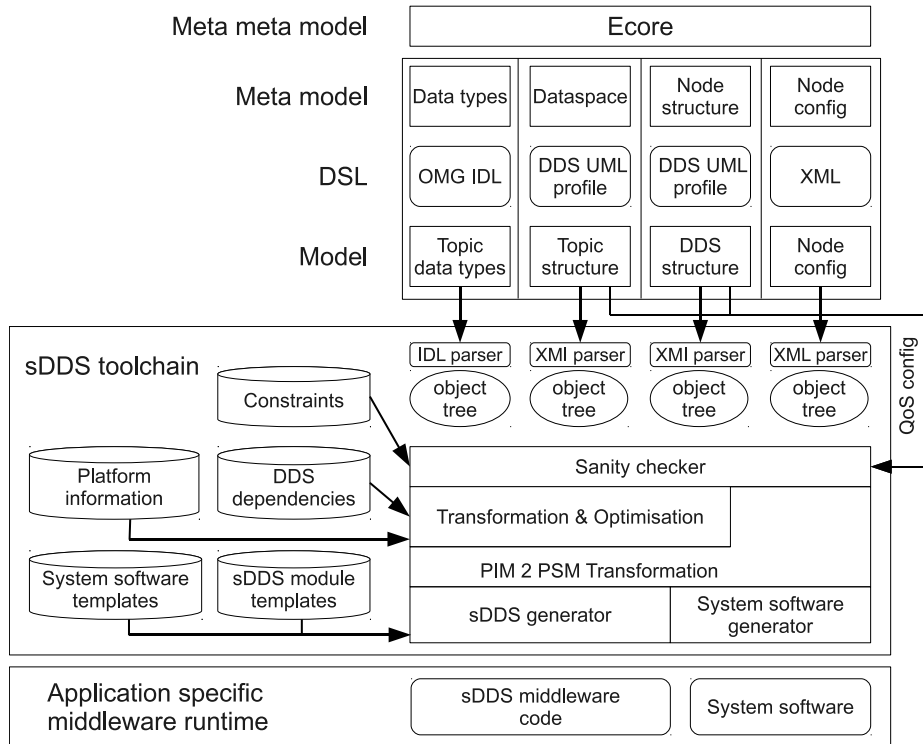 Meta meta model
Ecore
Meta model
Data types
Dataspace
Node
structure
Node
config
DSL
OMG IDL
DDS UML
profile
DDS UML
profile
XML
Model
Topic
data types
Topic
structure
DDS
structure
Node
config
sDDS toolchain
IDL parser
XMI parser
XMI parser
XML parser
object
tree
object
tree
object
tree
object
tree
QoS config
Constraints
Sanity checker
Platform
information
DDS
dependencies
Transformation & Optimisation
PIM 2 PSM Transformation
System software
templates
sDDS module
templates
sDDS generator
System software
generator
Application specific
middleware runtime
sDDS middleware
code
System software